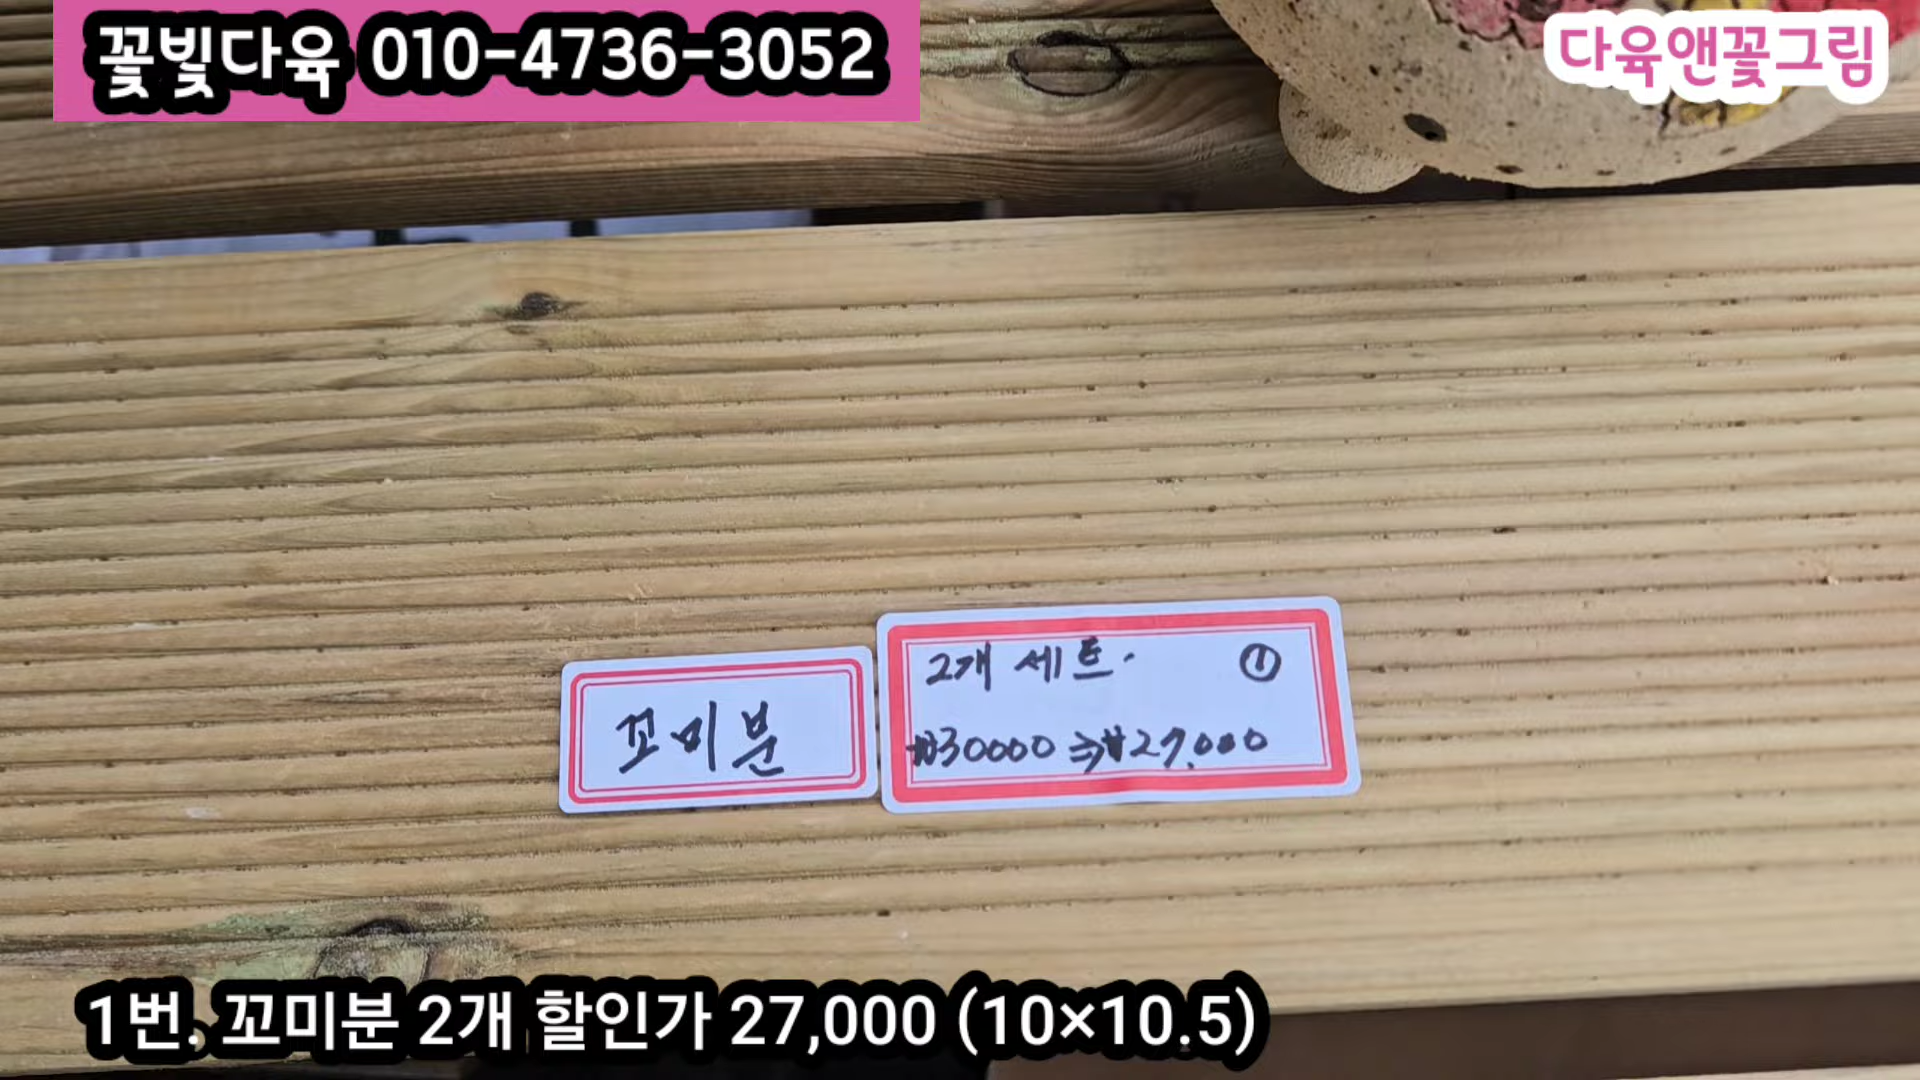 꽃빛다육 010-4736-3052
다육앤꽃그림
2개 세트. ①
꼬미분
₩30000 ⇒ ₩27,000
1번. 꼬미분 2개 할인가 27,000 (10×10.5)